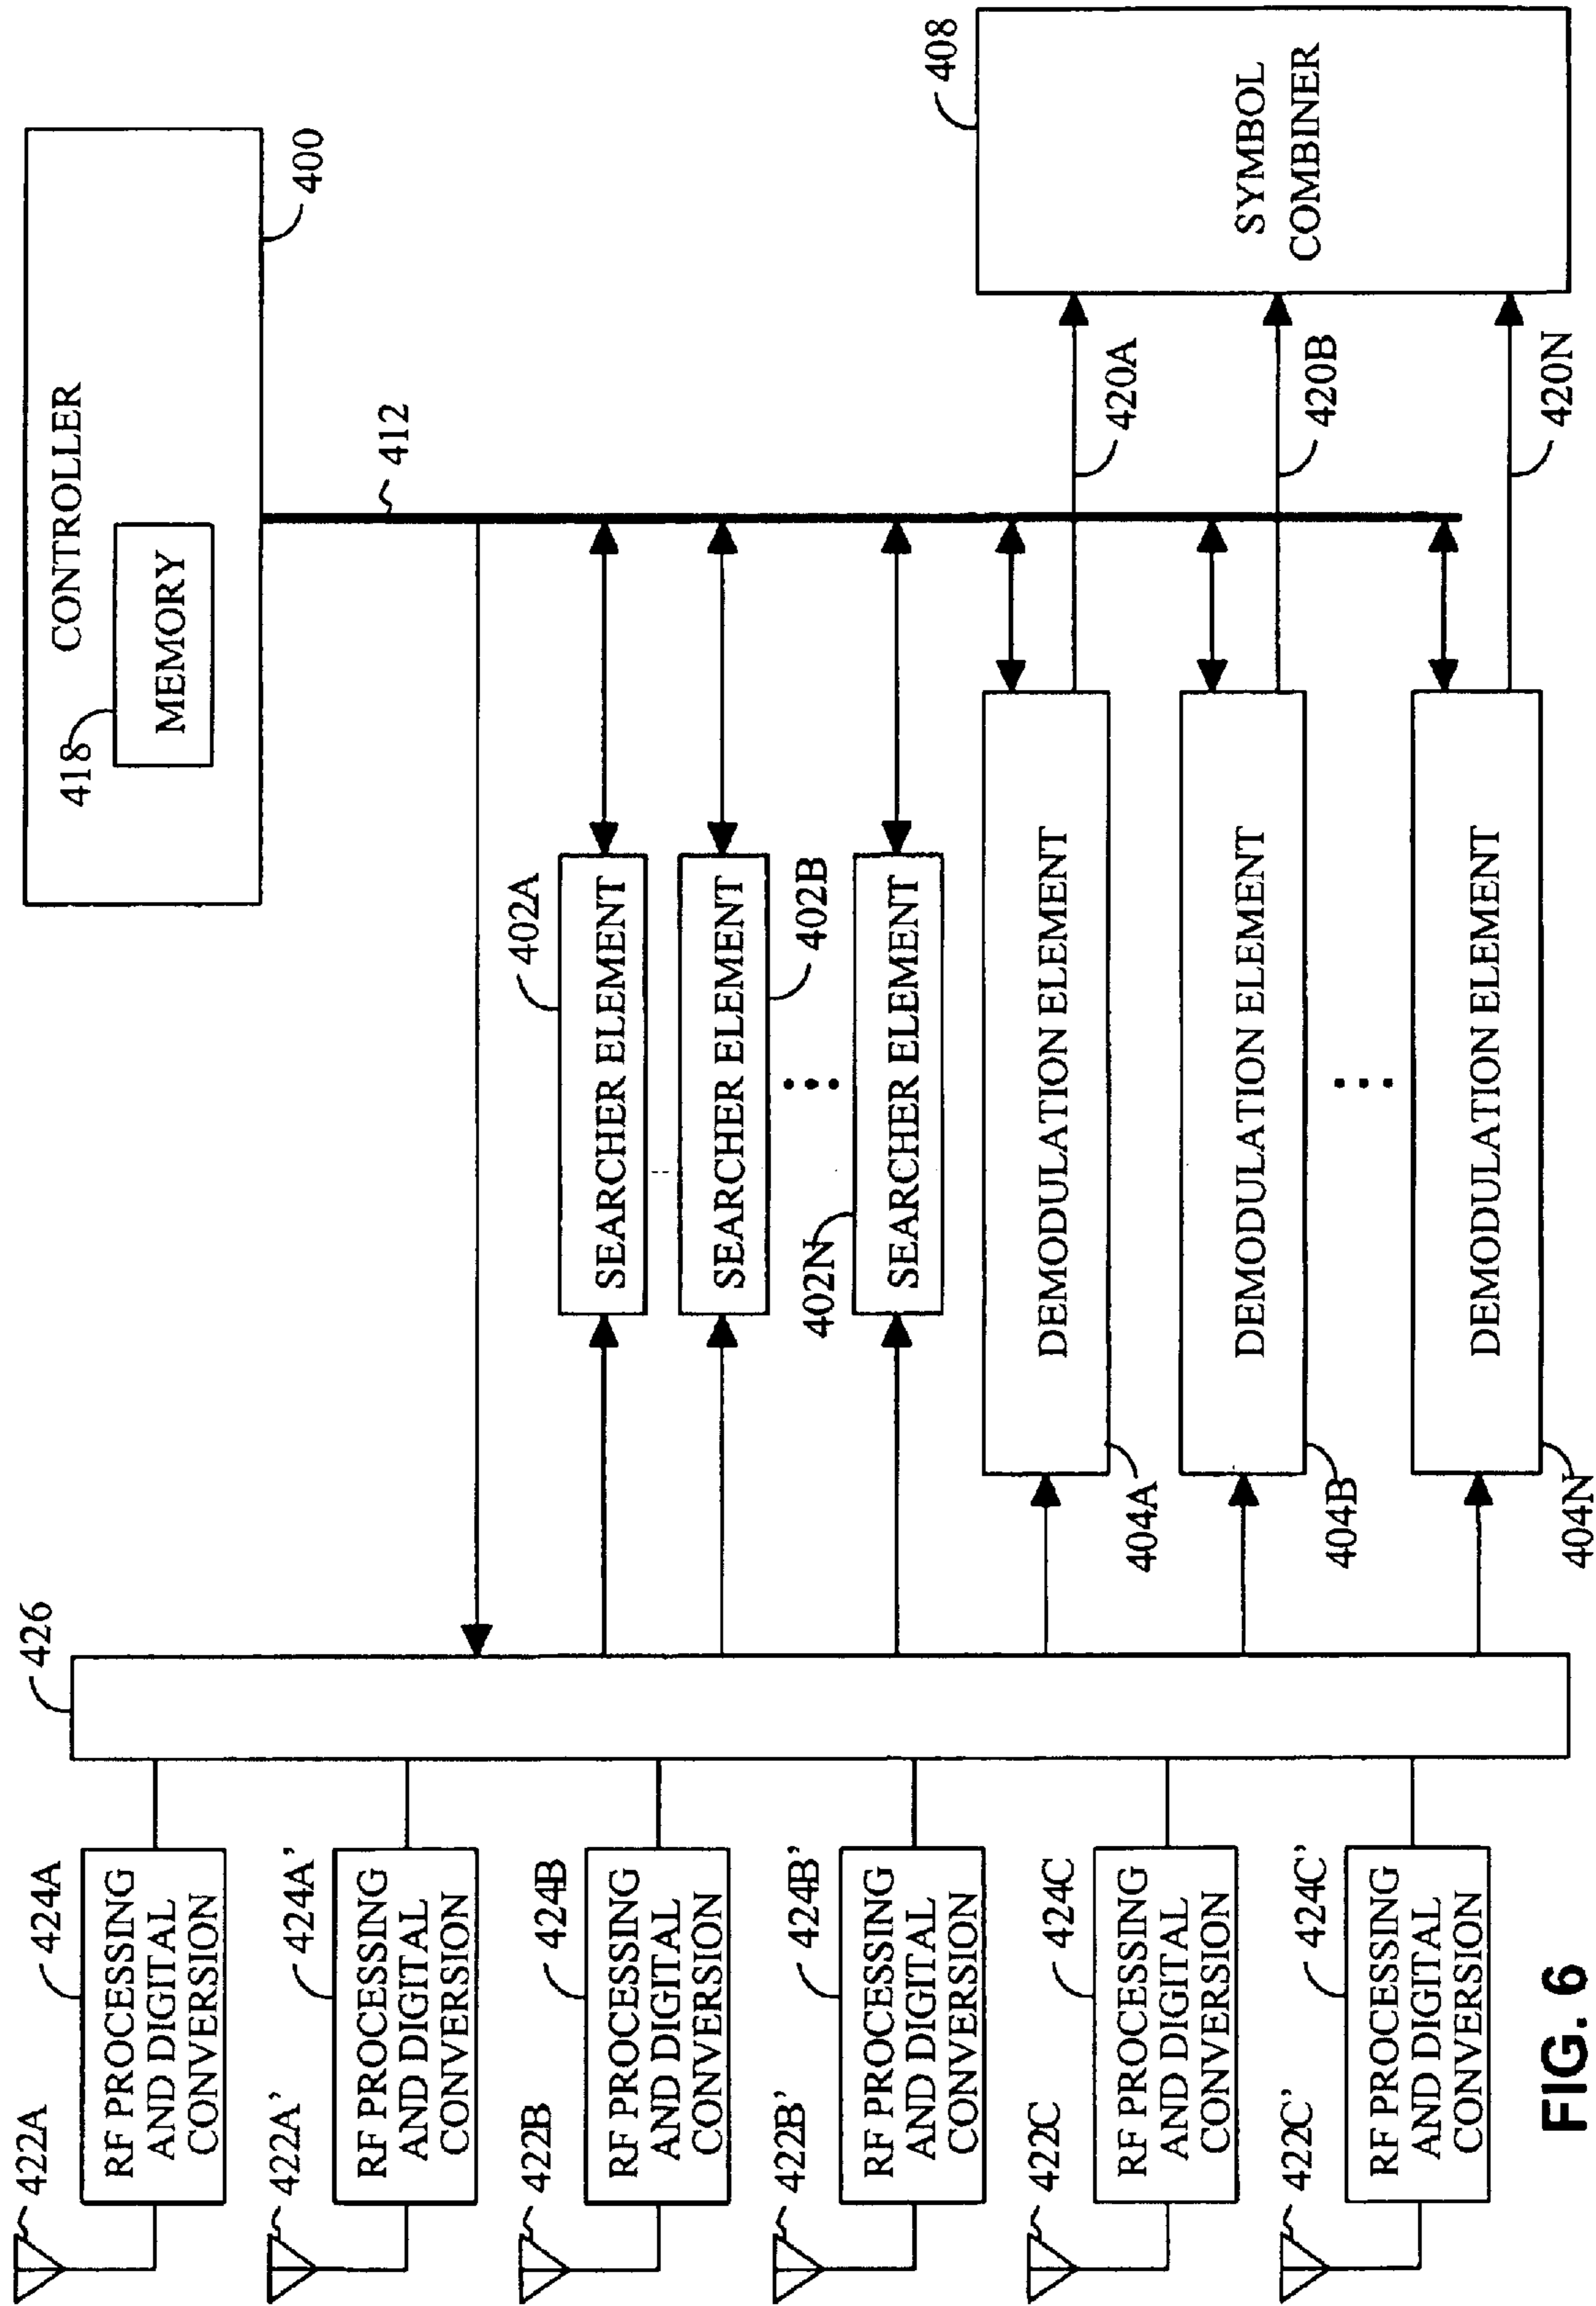 422A
424A
RF PROCESSING
AND DIGITAL
CONVERSION
422A'
424A'
RF PROCESSING
AND DIGITAL
CONVERSION
422B
424B
RF PROCESSING
AND DIGITAL
CONVERSION
422B'
424B'
RF PROCESSING
AND DIGITAL
CONVERSION
422C
424C
RF PROCESSING
AND DIGITAL
CONVERSION
422C'
424C'
RF PROCESSING
AND DIGITAL
CONVERSION
426
CONTROLLER
418
MEMORY
400
412
402A
SEARCHER ELEMENT
SEARCHER ELEMENT
402B
402N
SEARCHER ELEMENT
DEMODULATION ELEMENT
404A
420A
DEMODULATION ELEMENT
404B
420B
DEMODULATION ELEMENT
404N
420N
408
SYMBOL
COMBINER
FIG. 6